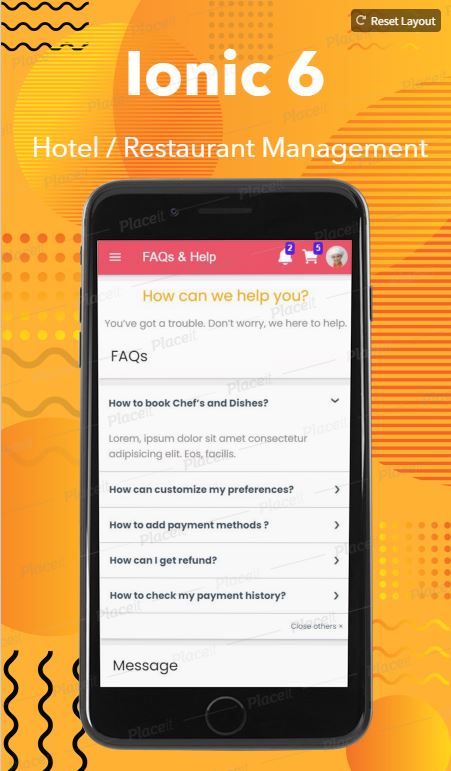 Reset Layout
Ionic 6
Hotel / Restaurant Management
Placeit
FAQs & Help
2
5
How can we help you?
You've got a trouble. Don't worry, we here to help.
FAQs
How to book Chef's and Dishes?
Lorem, ipsum dolor sit amet consectetur
adipisicing elit. Eos, facilis.
How can customize my preferences?
How to add payment methods ?
How can I get refund?
How to check my payment history?
Close others ×
Message